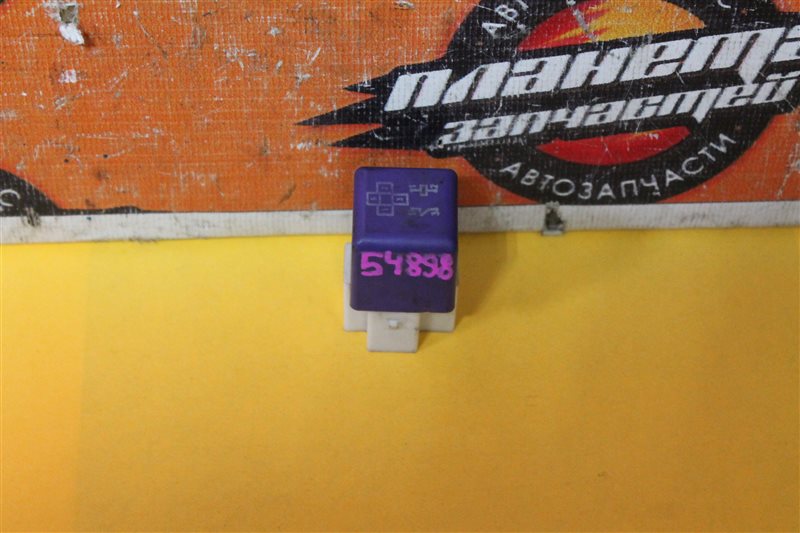 планета
запчастей
АВТОЗАПЧАСТИ
54898